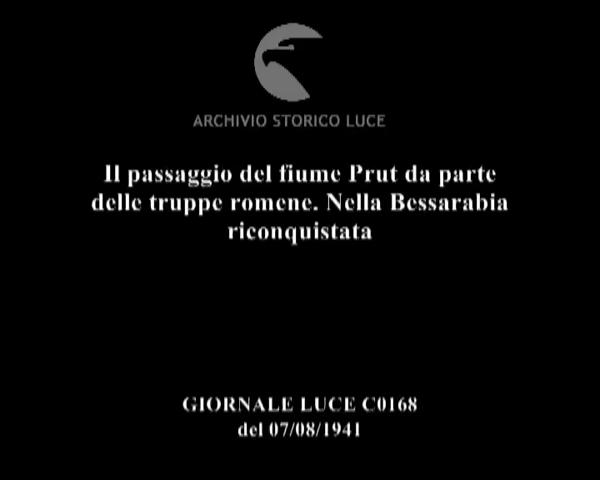 ARCHIVIO STORICO LUCE
Il passaggio del fiume Prut da parte
delle truppe romene. Nella Bessarabia
riconquistata
GIORNALE LUCE C0168
del 07/08/1941